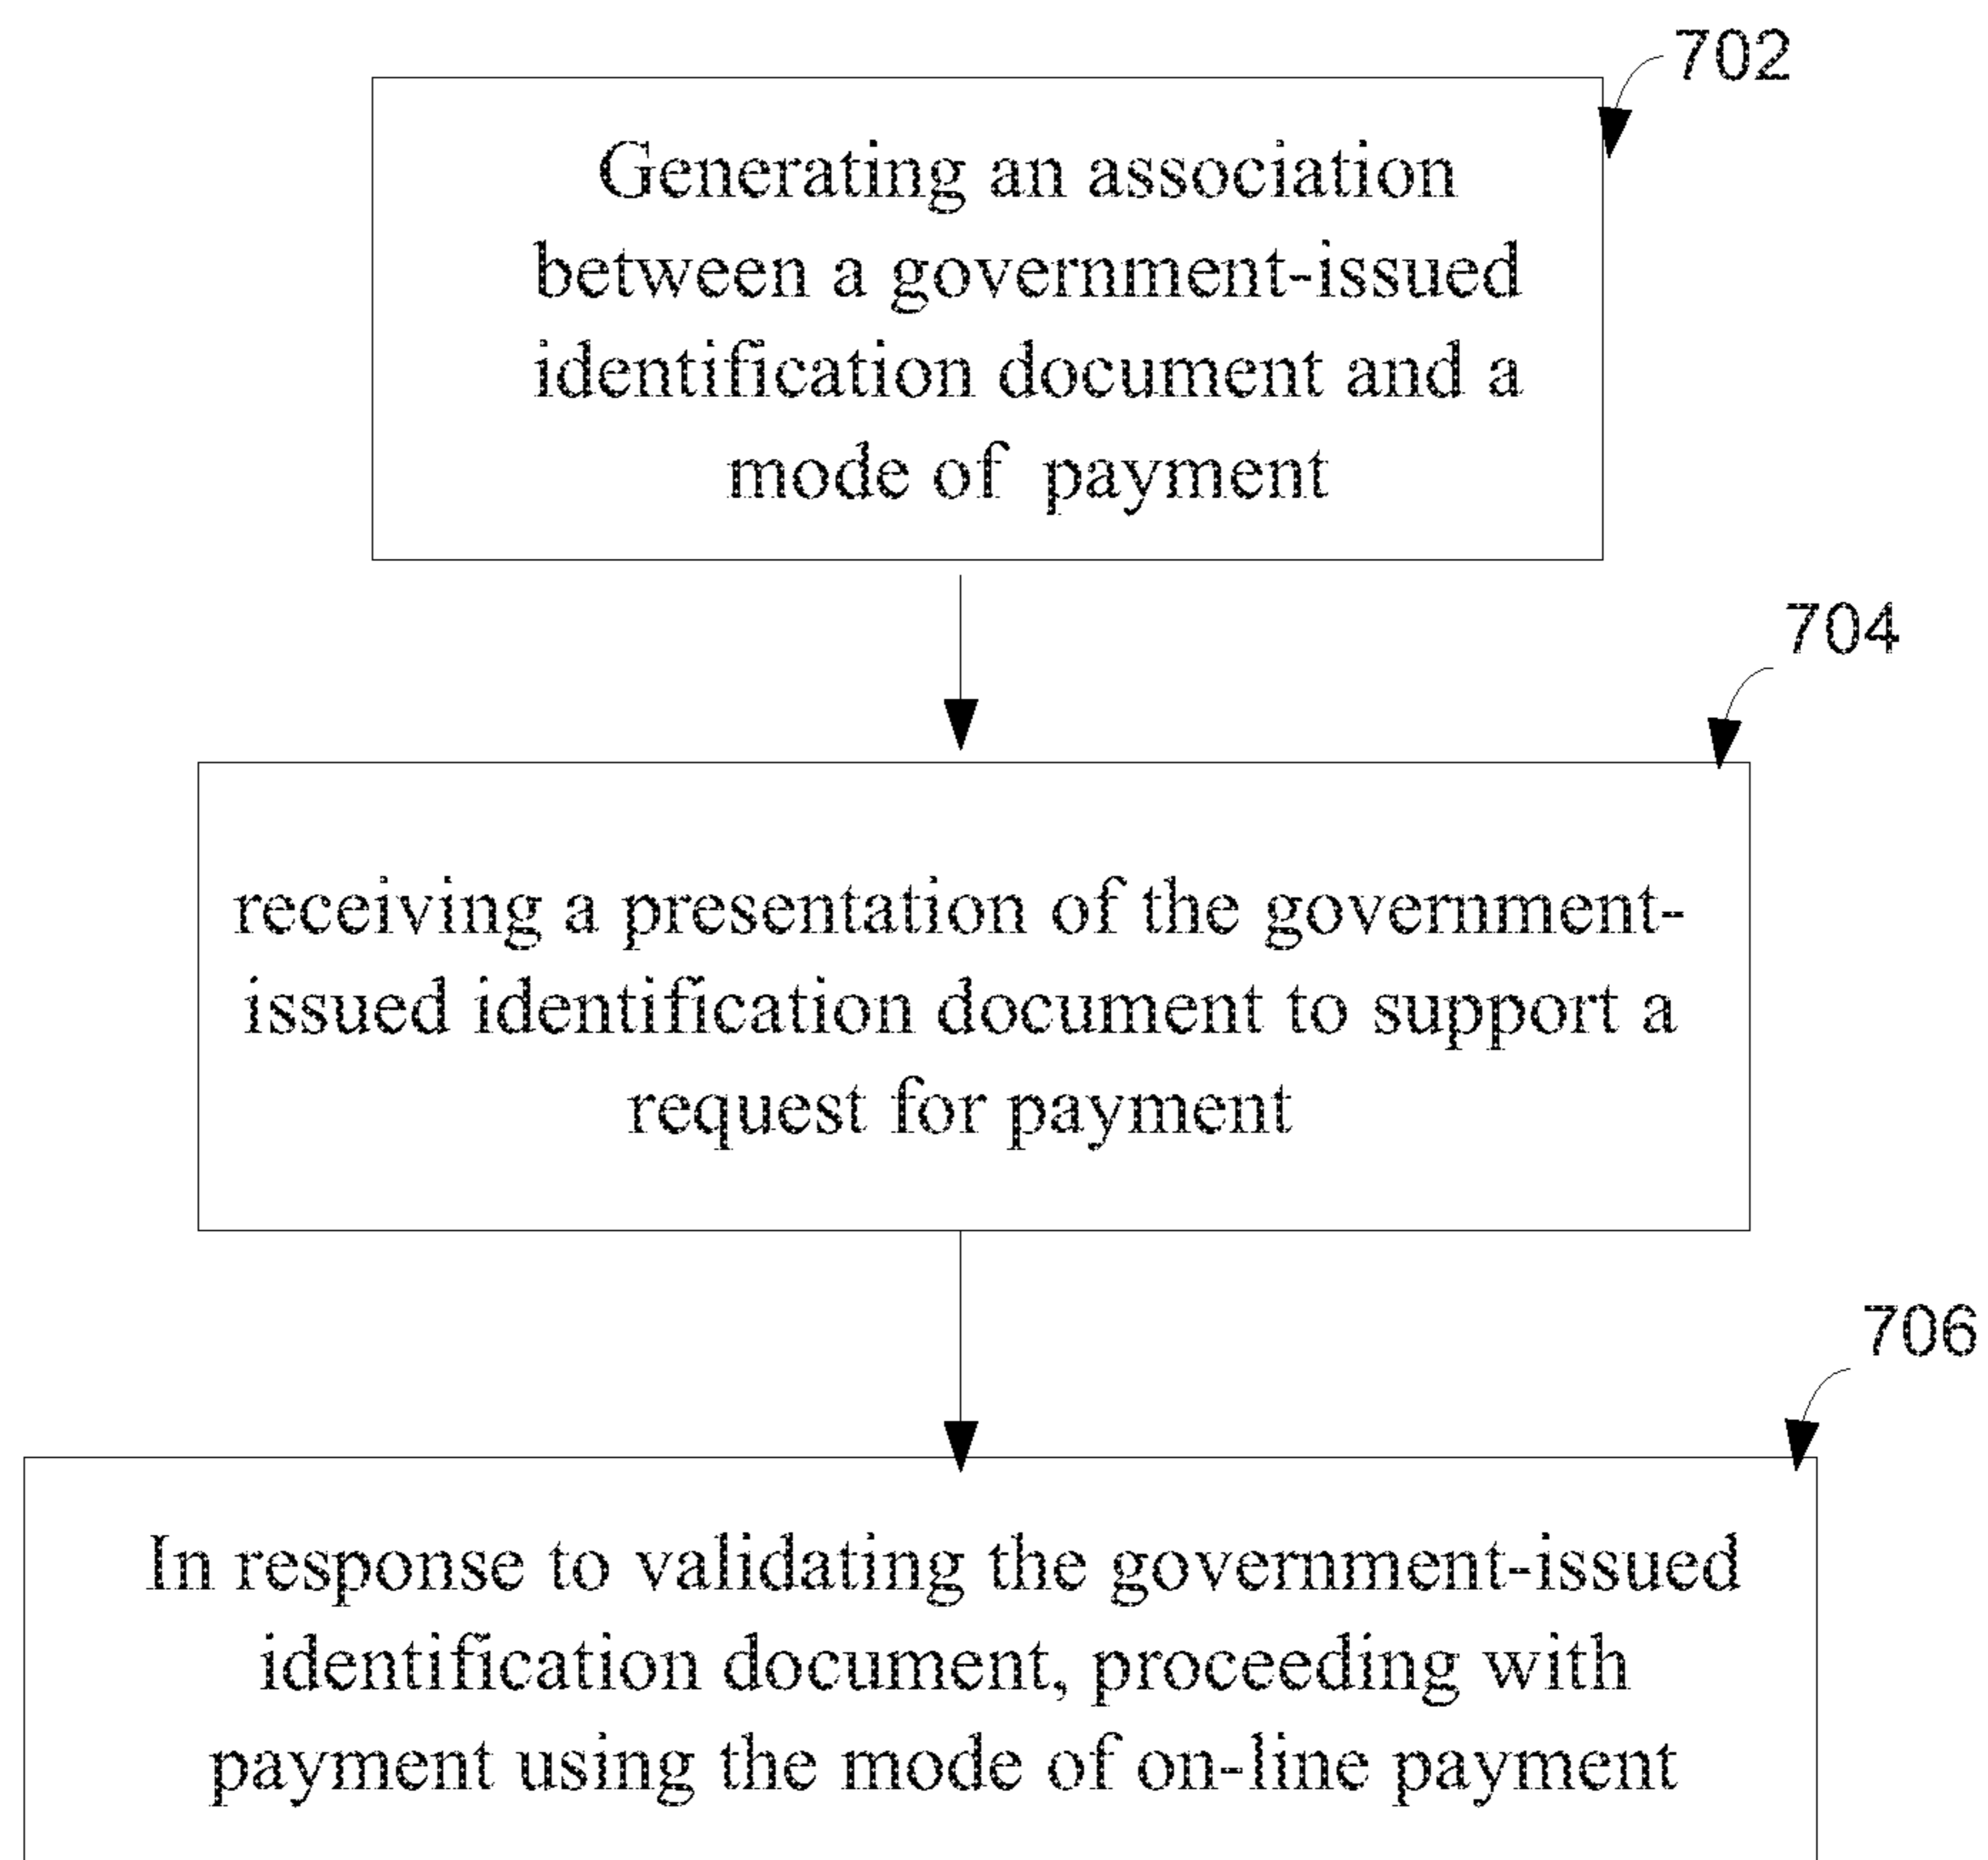 702
Generating an association
between a government-issued
identification document and a
mode of payment
704
receiving a presentation of the government-
issued identification document to support a
request for payment
706
In response to validating the government-issued
identification document, proceeding with
payment using the mode of on-line payment